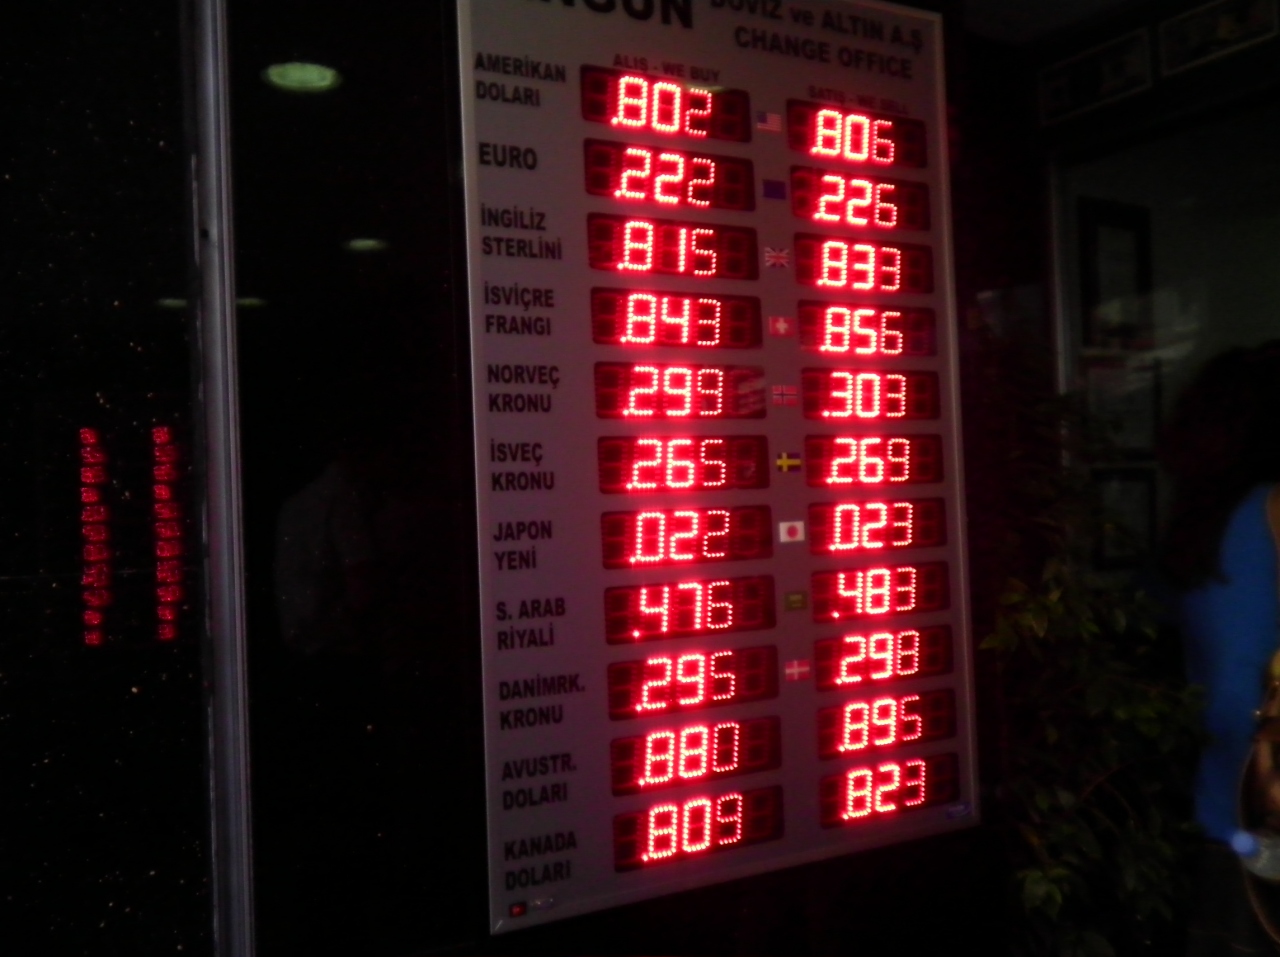 DÖVİZ ve ALTIN A.Ş
CHANGE OFFICE
ALIŞ - WE BUY
SATIŞ - WE SELL
AMERİKAN DOLARI .802 .806
EURO .222 .226
İNGİLİZ STERLİNİ .815 .833
İSVİÇRE FRANGI .843 .856
NORVEÇ KRONU .299 .303
İSVEÇ KRONU .265 .269
JAPON YENİ .022 .023
S. ARAB RİYALİ .476 .483
DANİMRK. KRONU .295 .298
AVUSTR. DOLARI .880 .895
KANADA DOLARI .809 .823